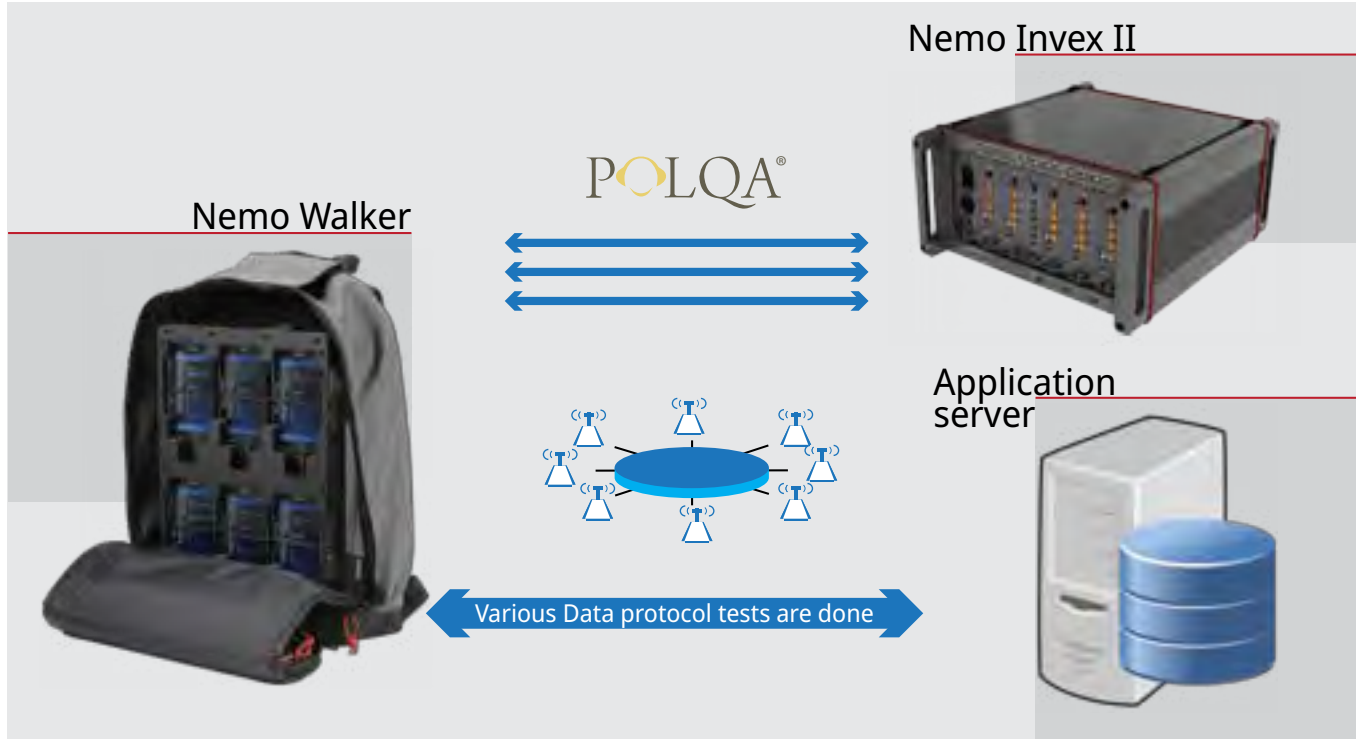 Nemo Invex II
POLQA®
Nemo Walker
Application
server
Various Data protocol tests are done